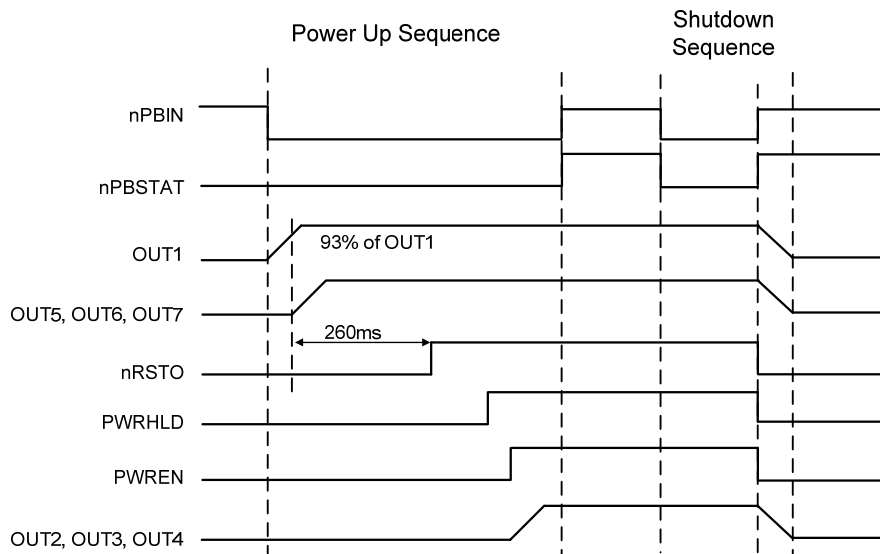 Power Up Sequence
Shutdown
Sequence
nPBIN
nPBSTAT
OUT1
93% of OUT1
OUT5, OUT6, OUT7
260ms
nRSTO
PWRHLD
PWREN
OUT2, OUT3, OUT4